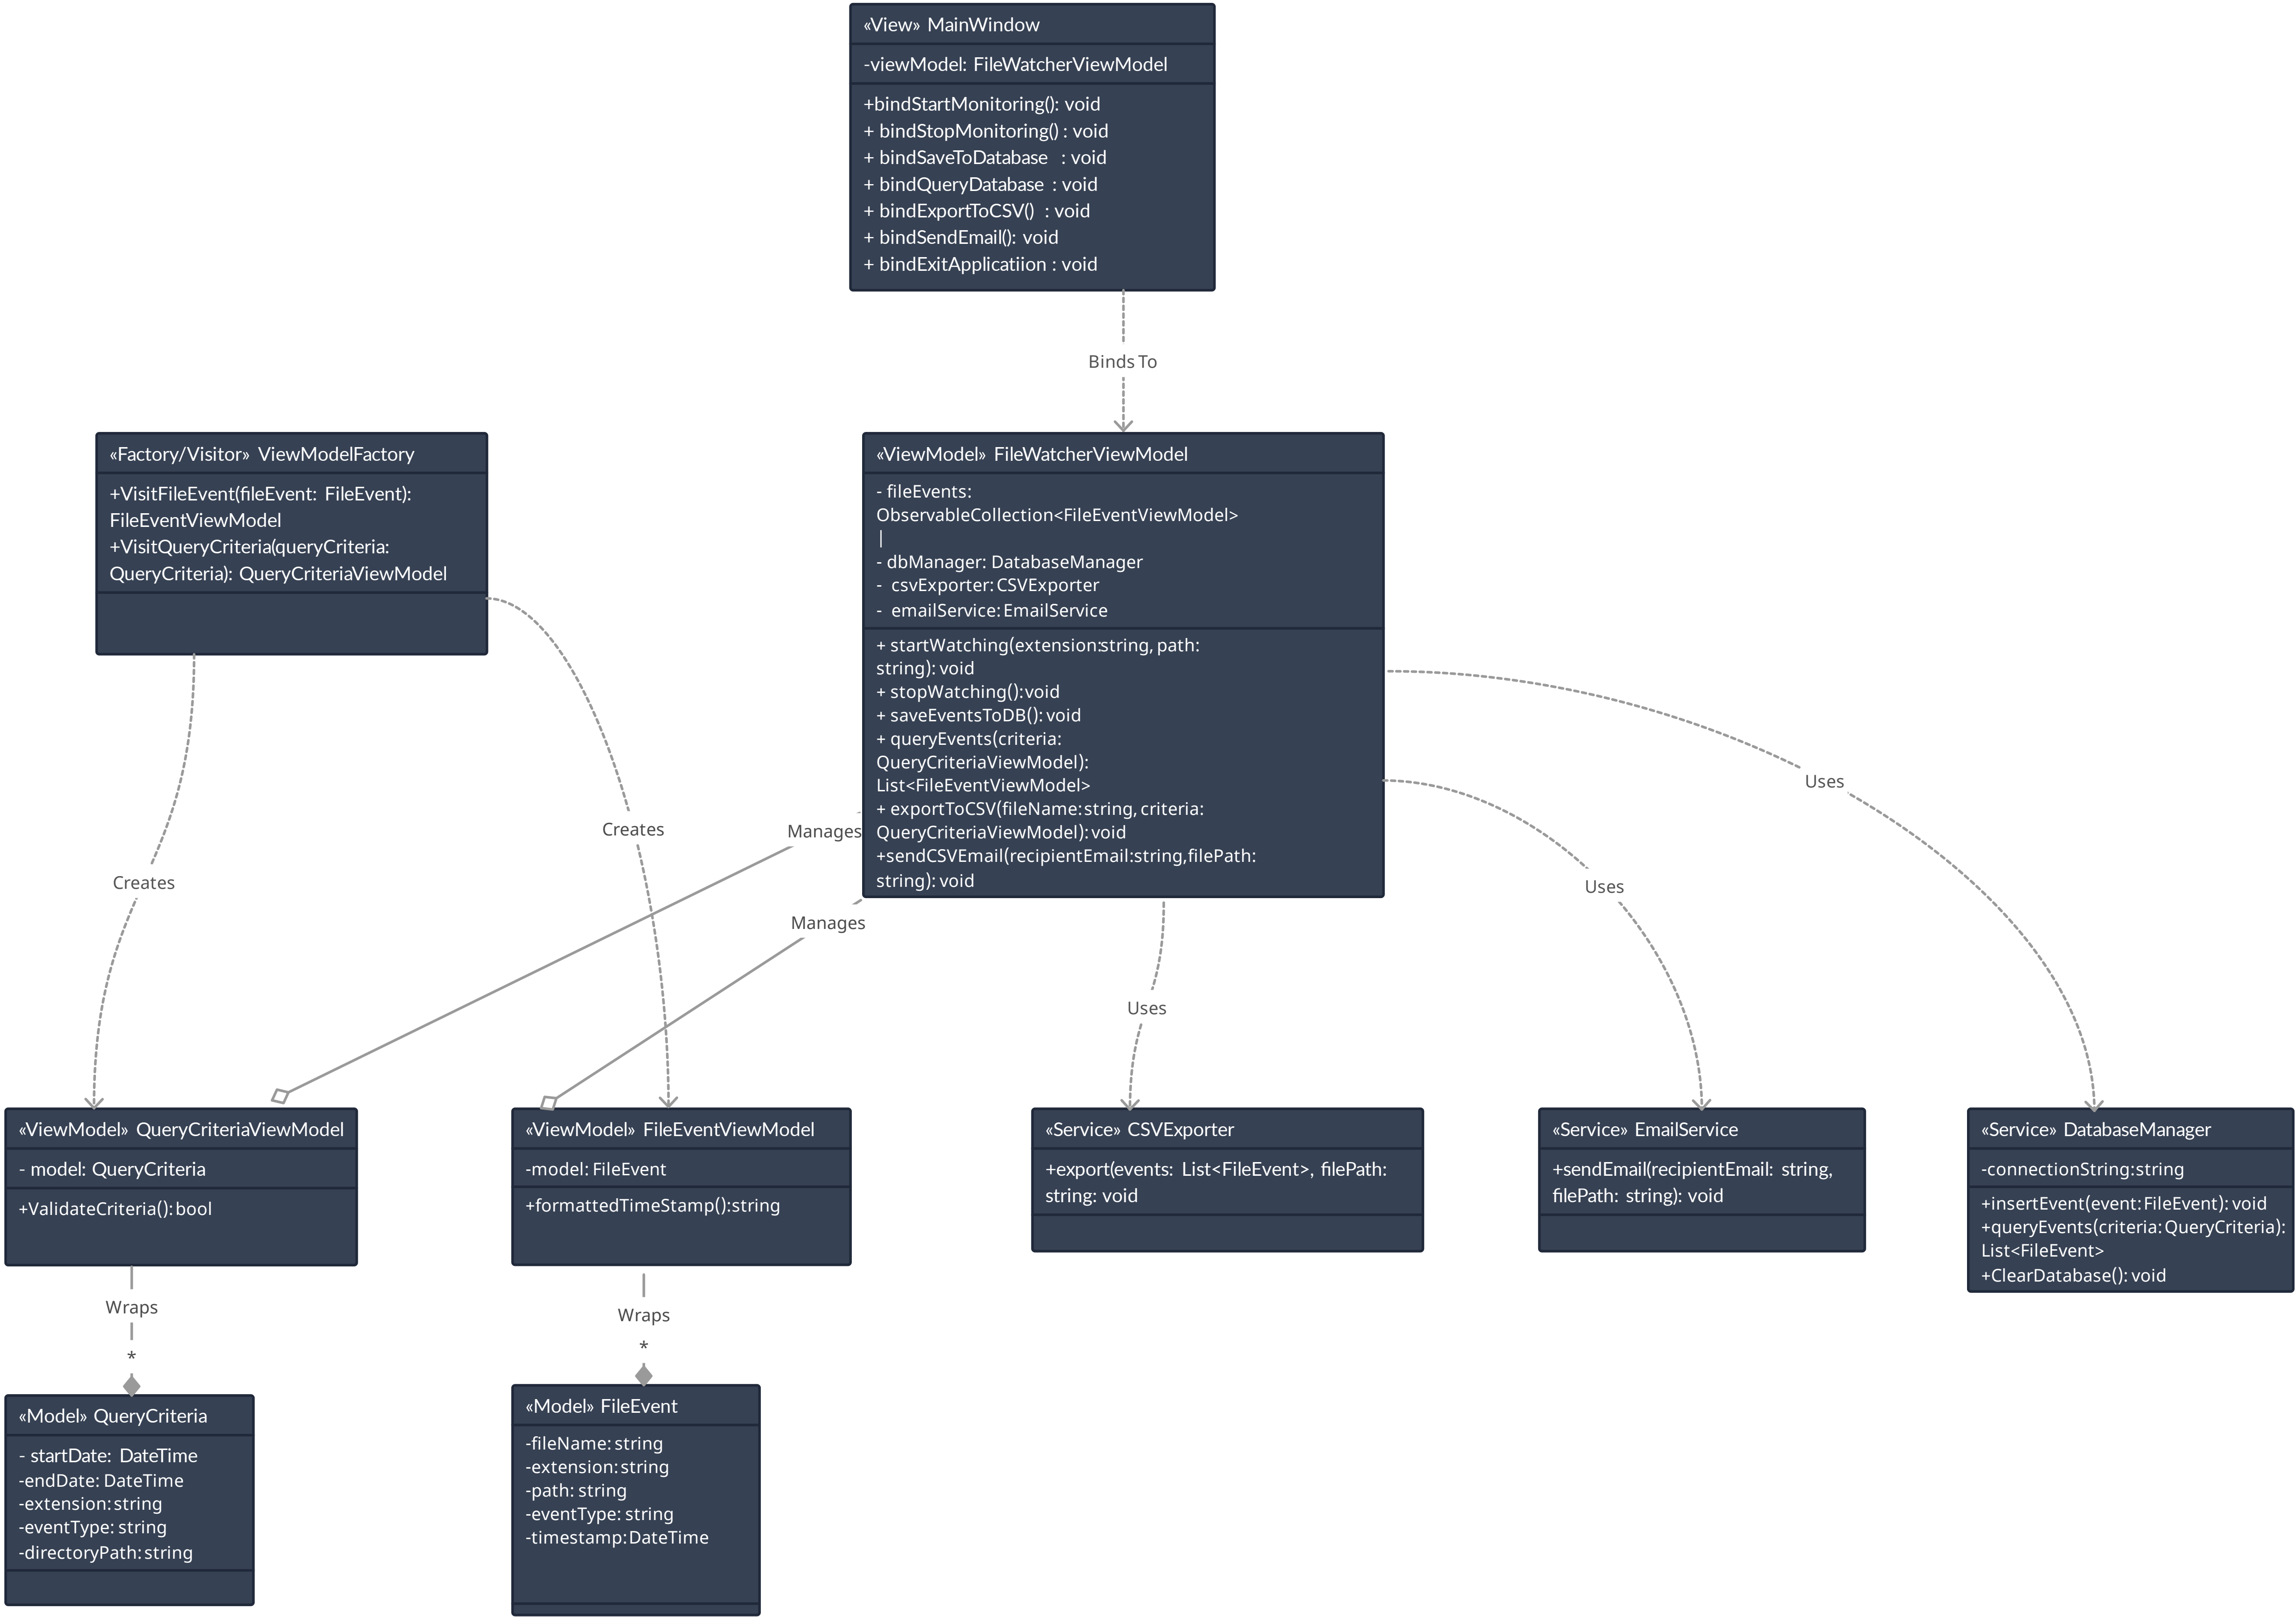 «View» MainWindow
-viewModel: FileWatcherViewModel
+bindStartMonitoring(): void
+ bindStopMonitoring() : void
+ bindSaveToDatabase : void
+ bindQueryDatabase : void
+ bindExportToCSV() : void
+ bindSendEmail(): void
+ bindExitApplicatiion : void
Binds To
«Factory/Visitor» ViewModelFactory
+VisitFileEvent(fileEvent: FileEvent):
FileEventViewModel
+VisitQueryCriteria(queryCriteria:
QueryCriteria): QueryCriteriaViewModel
«ViewModel» FileWatcherViewModel
- fileEvents:
ObservableCollection<FileEventViewModel>
|
- dbManager: DatabaseManager
- csvExporter: CSVExporter
- emailService: EmailService
+ startWatching(extension:string, path:
string): void
+ stopWatching(): void
+ saveEventsToDB(): void
+ queryEvents(criteria:
QueryCriteriaViewModel):
List<FileEventViewModel>
+ exportToCSV(fileName: string, criteria:
QueryCriteriaViewModel): void
+sendCSVEmail(recipientEmail:string,filePath:
string): void
Creates
Creates
Manages
Manages
Uses
Uses
Uses
«ViewModel» QueryCriteriaViewModel
- model: QueryCriteria
+ValidateCriteria(): bool
«ViewModel» FileEventViewModel
-model: FileEvent
+formattedTimeStamp():string
«Service» CSVExporter
+export(events: List<FileEvent>, filePath:
string: void
«Service» EmailService
+sendEmail(recipientEmail: string,
filePath: string): void
«Service» DatabaseManager
-connectionString:string
+insertEvent(event: FileEvent): void
+queryEvents(criteria: QueryCriteria):
List<FileEvent>
+ClearDatabase(): void
Wraps
*
Wraps
*
«Model» QueryCriteria
- startDate: DateTime
-endDate: DateTime
-extension: string
-eventType: string
-directoryPath: string
«Model» FileEvent
-fileName: string
-extension: string
-path: string
-eventType: string
-timestamp: DateTime